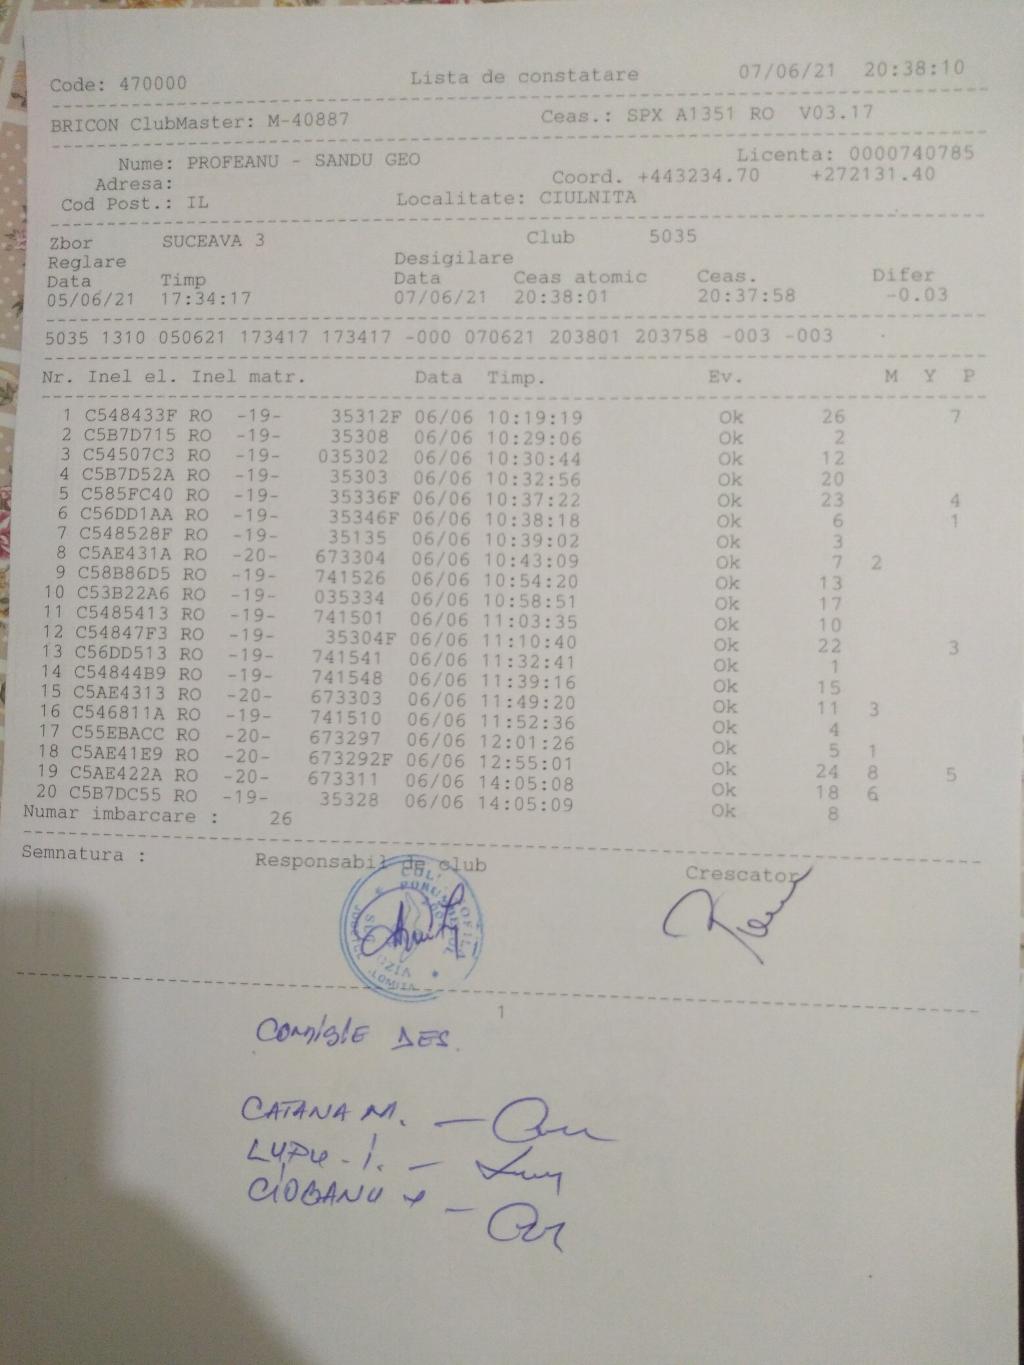 Code: 470000 Lista de constatare 07/06/21 20:38:10
BRICON ClubMaster: M-40887 Ceas.: SPX A1351 RO V03.17
Nume: PROFEANU - SANDU GEO Licenta: 0000740785
Adresa: Coord. +443234.70 +272131.40
Cod Post.: IL Localitate: CIULNITA
Zbor SUCEAVA 3 Club 5035
Reglare Desigilare
Data Timp Data Ceas atomic Ceas. Difer
05/06/21 17:34:17 07/06/21 20:38:01 20:37:58 -0.03
5035 1310 050621 173417 173417 -000 070621 203801 203758 -003 -003
Nr. Inel el. Inel matr. Data Timp. Ev. M Y P
1 C548433F RO -19- 35312F 06/06 10:19:19 Ok 26 7
2 C5B7D715 RO -19- 35308 06/06 10:29:06 Ok 2
3 C54507C3 RO -19- 035302 06/06 10:30:44 Ok 12
4 C5B7D52A RO -19- 35303 06/06 10:32:56 Ok 20
5 C585FC40 RO -19- 35336F 06/06 10:37:22 Ok 23 4
6 C56DD1AA RO -19- 35346F 06/06 10:38:18 Ok 6 1
7 C548528F RO -19- 35135 06/06 10:39:02 Ok 3
8 C5AE431A RO -20- 673304 06/06 10:43:09 Ok 7 2
9 C58B86D5 RO -19- 741526 06/06 10:54:20 Ok 13
10 C53B22A6 RO -19- 035334 06/06 10:58:51 Ok 17
11 C5485413 RO -19- 741501 06/06 11:03:35 Ok 10
12 C54847F3 RO -19- 35304F 06/06 11:10:40 Ok 22 3
13 C56DD513 RO -19- 741541 06/06 11:32:41 Ok 1
14 C54844B9 RO -19- 741548 06/06 11:39:16 Ok 15
15 C5AE4313 RO -20- 673303 06/06 11:49:20 Ok 11 3
16 C546811A RO -19- 741510 06/06 11:52:36 Ok 4
17 C55EBACC RO -20- 673297 06/06 12:01:26 Ok 5 1
18 C5AE41E9 RO -20- 673292F 06/06 12:55:01 Ok 24 8 5
19 C5AE422A RO -20- 673311 06/06 14:05:08 Ok 18 6
20 C5B7DC55 RO -19- 35328 06/06 14:05:09 Ok 8
Numar imbarcare : 26
Semnatura : Responsabil de club Crescator
1
DES.
CATANA M. -
LUPU - I. -
CIOBANU -